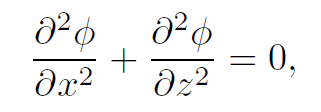 ∂²ϕ/∂x² + ∂²ϕ/∂z² = 0,